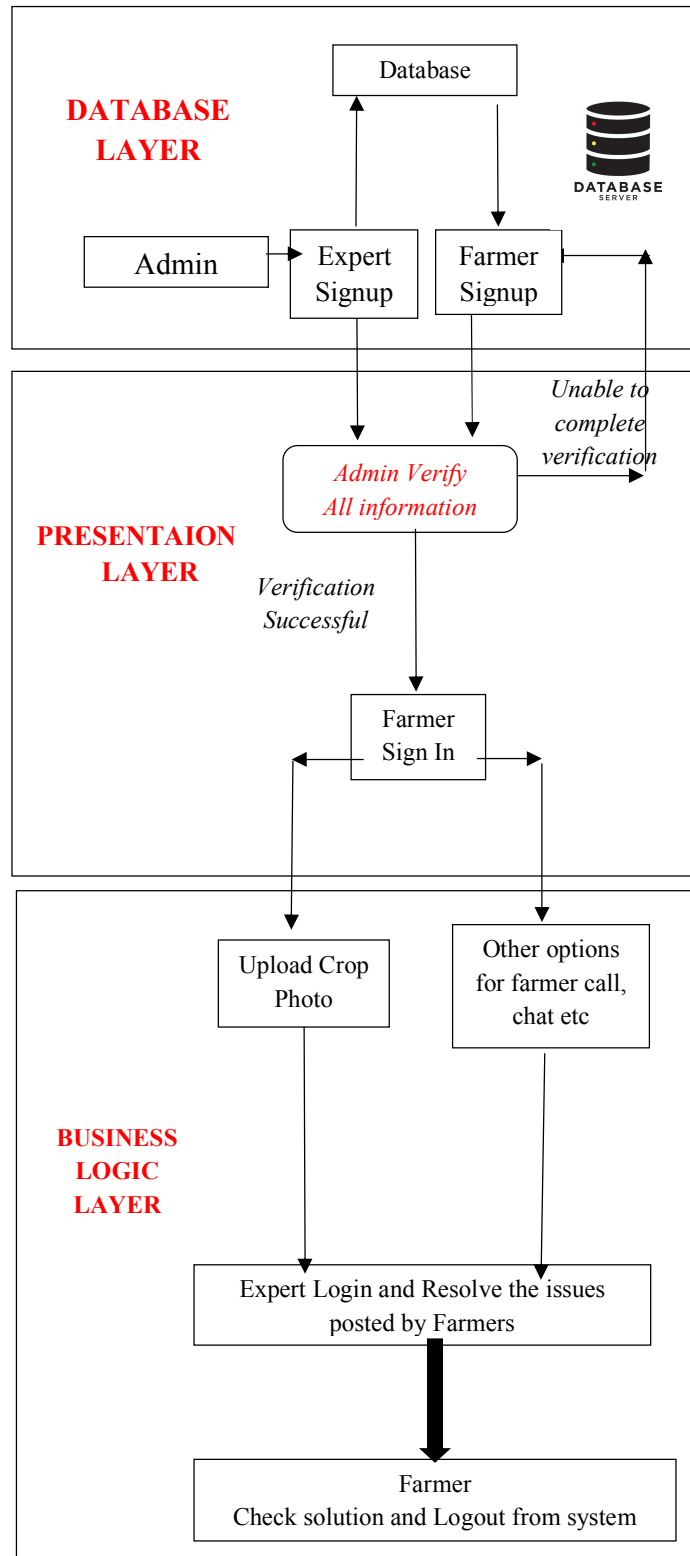 Database
DATABASE
LAYER
DATABASE
SERVER
Admin
Expert
Signup
Farmer
Signup
Unable to
complete
verification
Admin Verify
All information
PRESENTAION
LAYER
Verification
Successful
Farmer
Sign In
Upload Crop
Photo
Other options
for farmer call,
chat etc
BUSINESS
LOGIC
LAYER
Expert Login and Resolve the issues
posted by Farmers
Farmer
Check solution and Logout from system